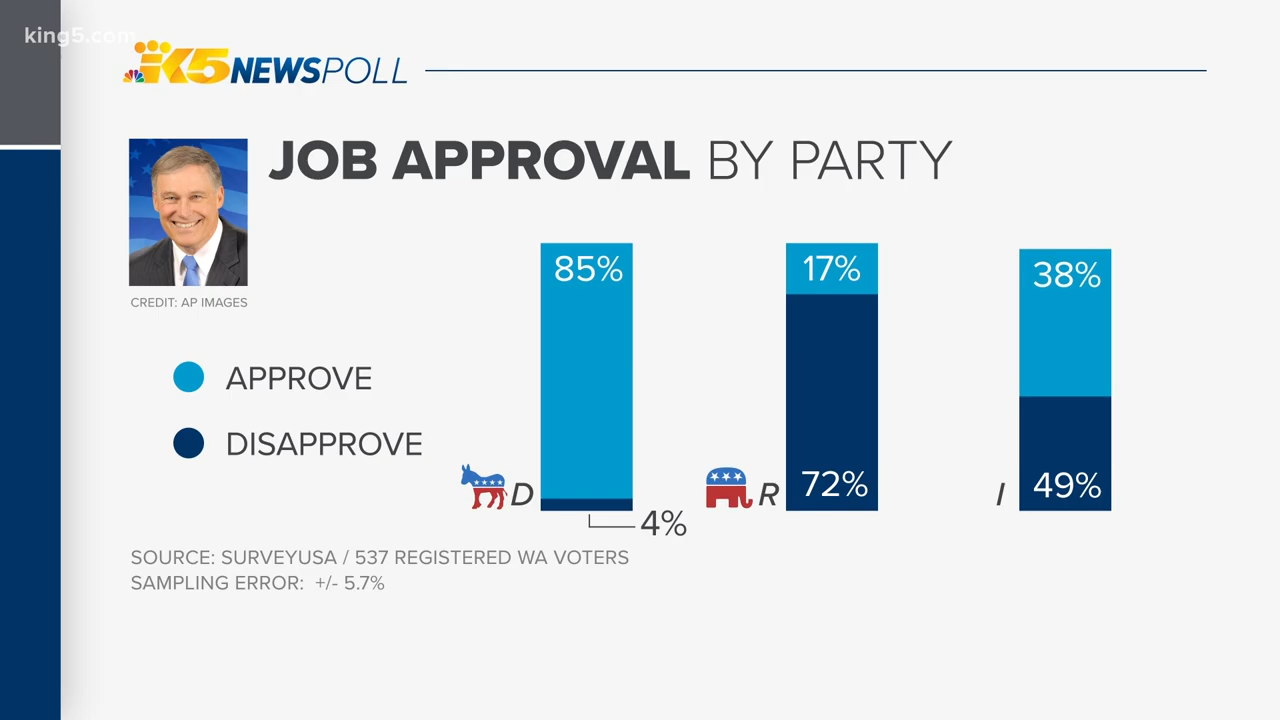 king5.com
K5 NEWSPOLL
JOB APPROVAL BY PARTY
CREDIT: AP IMAGES
APPROVE
DISAPPROVE
85%
17%
38%
D
R
72%
I
49%
4%
SOURCE: SURVEYUSA / 537 REGISTERED WA VOTERS
SAMPLING ERROR: +/- 5.7%